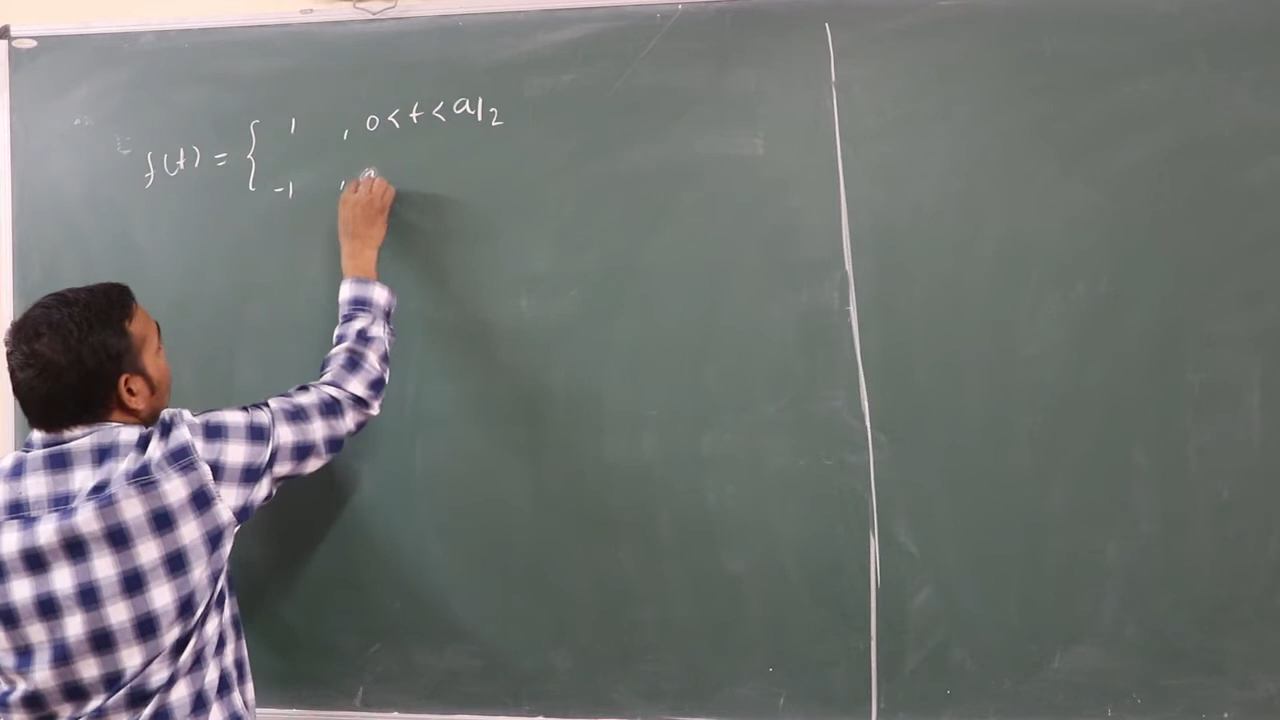 f(t) = { 1 , 0 < t < a/2
-1 , a